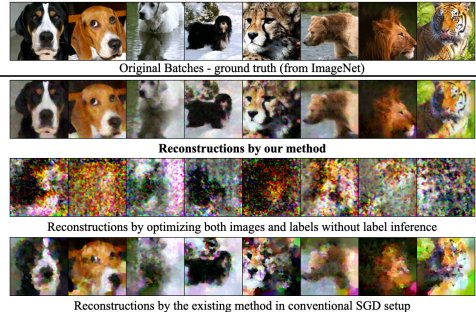 Original Batches - ground truth (from ImageNet)
Reconstructions by our method
Reconstructions by optimizing both images and labels without label inference
Reconstructions by the existing method in conventional SGD setup